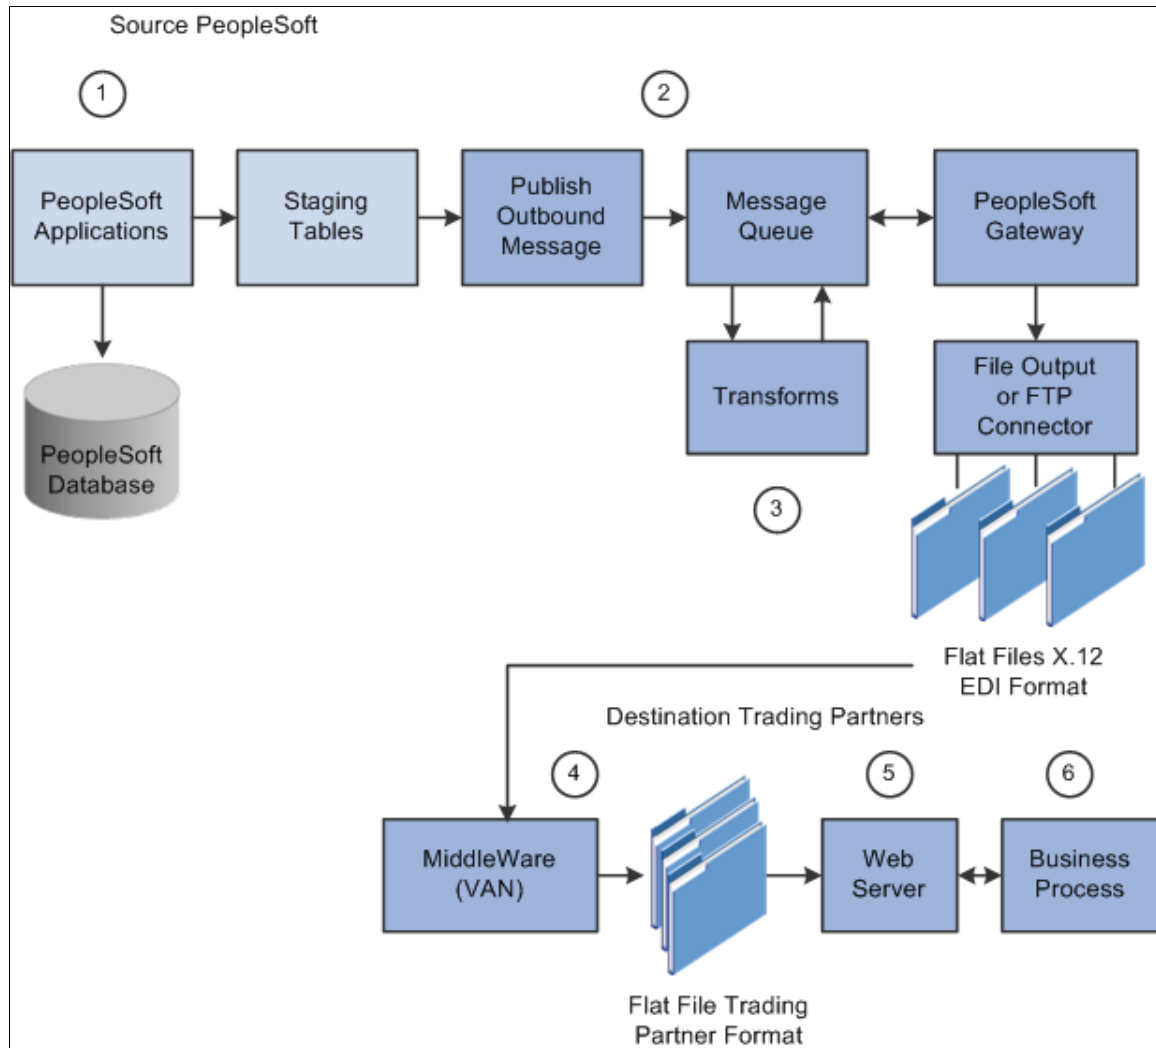 Source PeopleSoft
1
2
PeopleSoft
Applications
Staging
Tables
Publish
Outbound
Message
Message
Queue
PeopleSoft
Gateway
Transforms
File Output
or FTP
Connector
PeopleSoft
Database
3
Flat Files X.12
EDI Format
Destination Trading Partners
4
5
6
MiddleWare
(VAN)
Web
Server
Business
Process
Flat File Trading
Partner Format